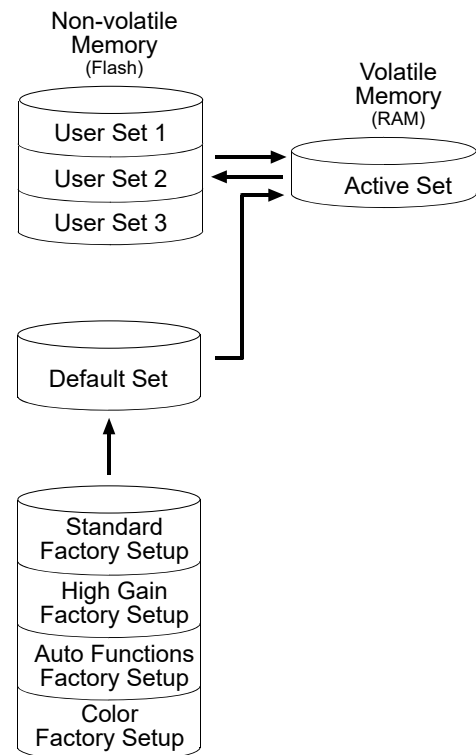 Non-volatile
Memory
(Flash)
User Set 1
User Set 2
User Set 3
Volatile
Memory
(RAM)
Active Set
Default Set
Standard
Factory Setup
High Gain
Factory Setup
Auto Functions
Factory Setup
Color
Factory Setup